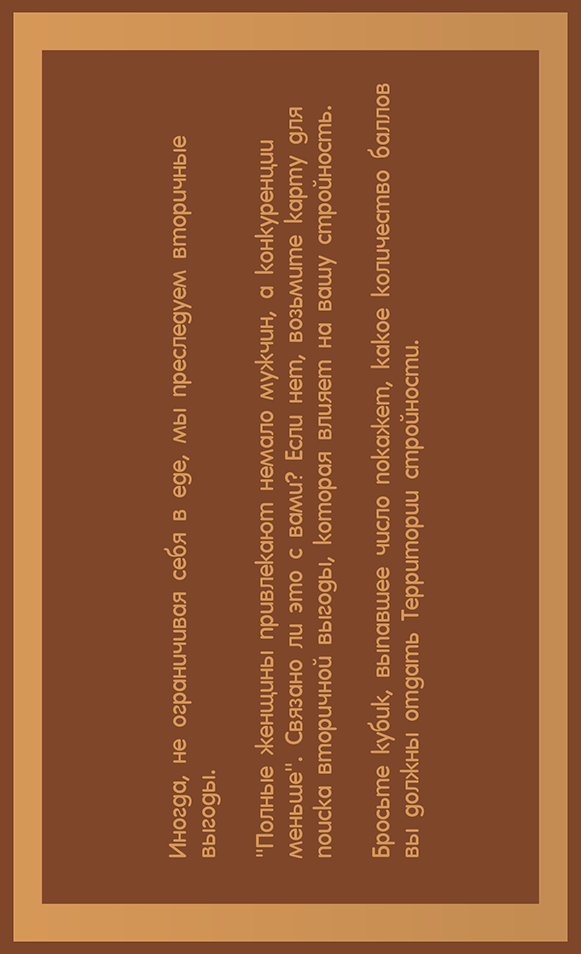 Иногда, не ограничивая себя в еде, мы преследуем вторичные
выгоды.
"Полные женщины привлекают немало мужчин, а конкуренции
меньше". Связано ли это с вами? Если нет, возьмите карту для
поиска вторичной выгоды, которая влияет на вашу стройность.
Бросьте кубик, выпавшее число покажет, какое количество баллов
вы должны отдать Территории стройности.